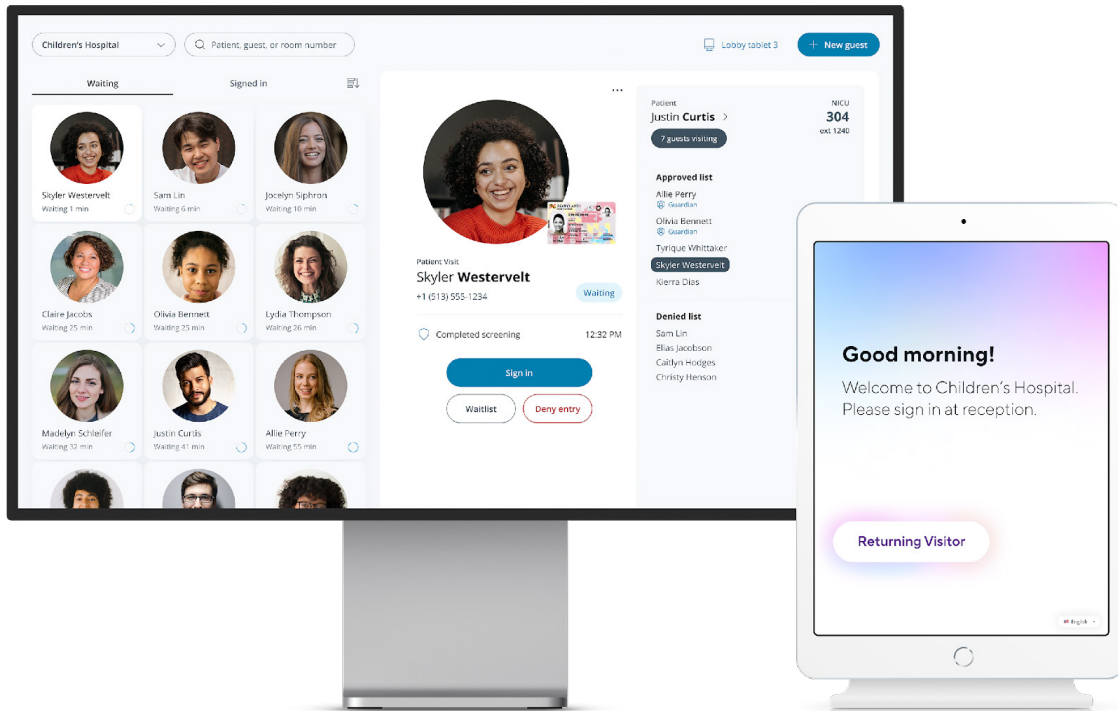 Children's Hospital
Patient, guest, or room number
Lobby tablet 3
+ New guest
Waiting
Signed in
Skyler Westervelt
Waiting 1 min
Sam Lin
Waiting 6 min
Jocelyn Siphron
Waiting 10 min
Claire Jacobs
Waiting 25 min
Olivia Bennett
Waiting 25 min
Lydia Thompson
Waiting 26 min
Madelyn Schleifer
Waiting 32 min
Justin Curtis
Waiting 41 min
Allie Perry
Waiting 55 min
Patient Visit
Skyler Westervelt
+1 (513) 555-1234
Waiting
Completed screening
12:32 PM
Sign in
Waitlist
Deny entry
Patient
Justin Curtis >
7 guests visiting
NICU
304
ext 1240
Approved list
Allie Perry
Guardian
Olivia Bennett
Guardian
Tyrique Whittaker
Skyler Westervelt
Kierra Dias
Denied list
Sam Lin
Elias Jacobson
Caitlyn Hodges
Christy Henson
Good morning!
Welcome to Children's Hospital.
Please sign in at reception.
Returning Visitor
English